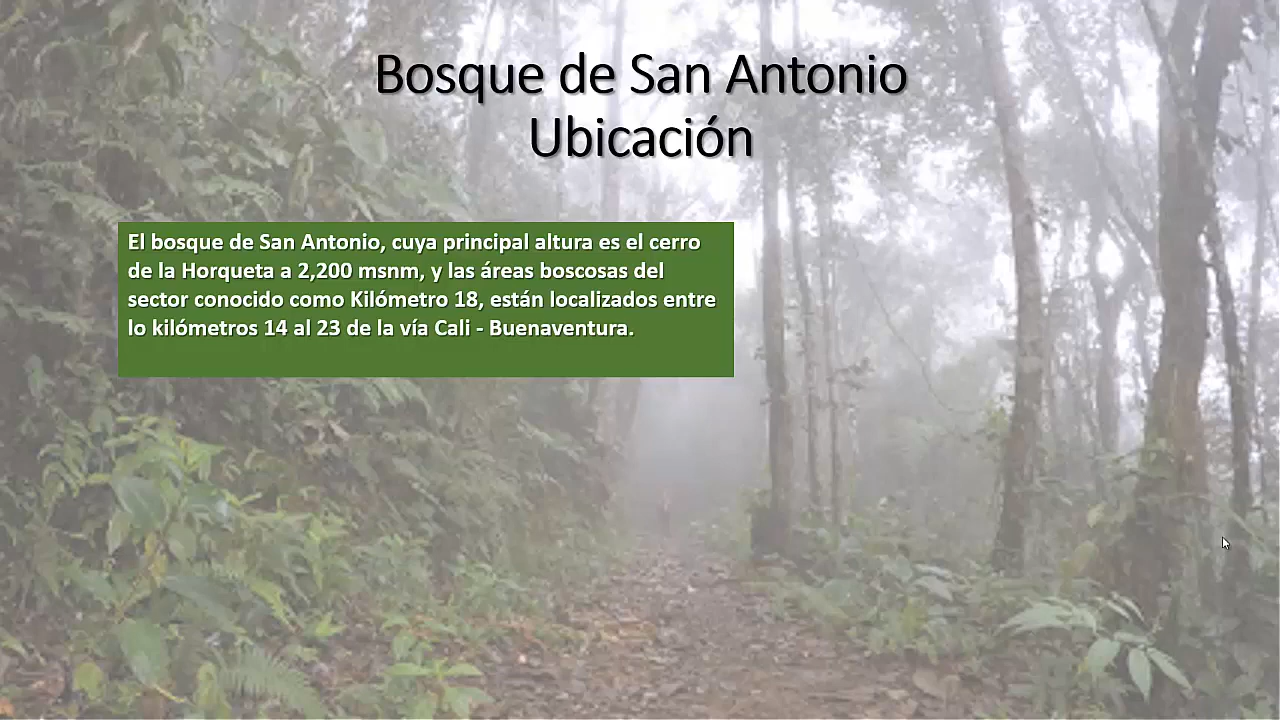 Bosque de San Antonio
Ubicación
El bosque de San Antonio, cuya principal altura es el cerro
de la Horqueta a 2,200 msnm, y las áreas boscosas del
sector conocido como Kilómetro 18, están localizados entre
lo kilómetros 14 al 23 de la vía Cali - Buenaventura.